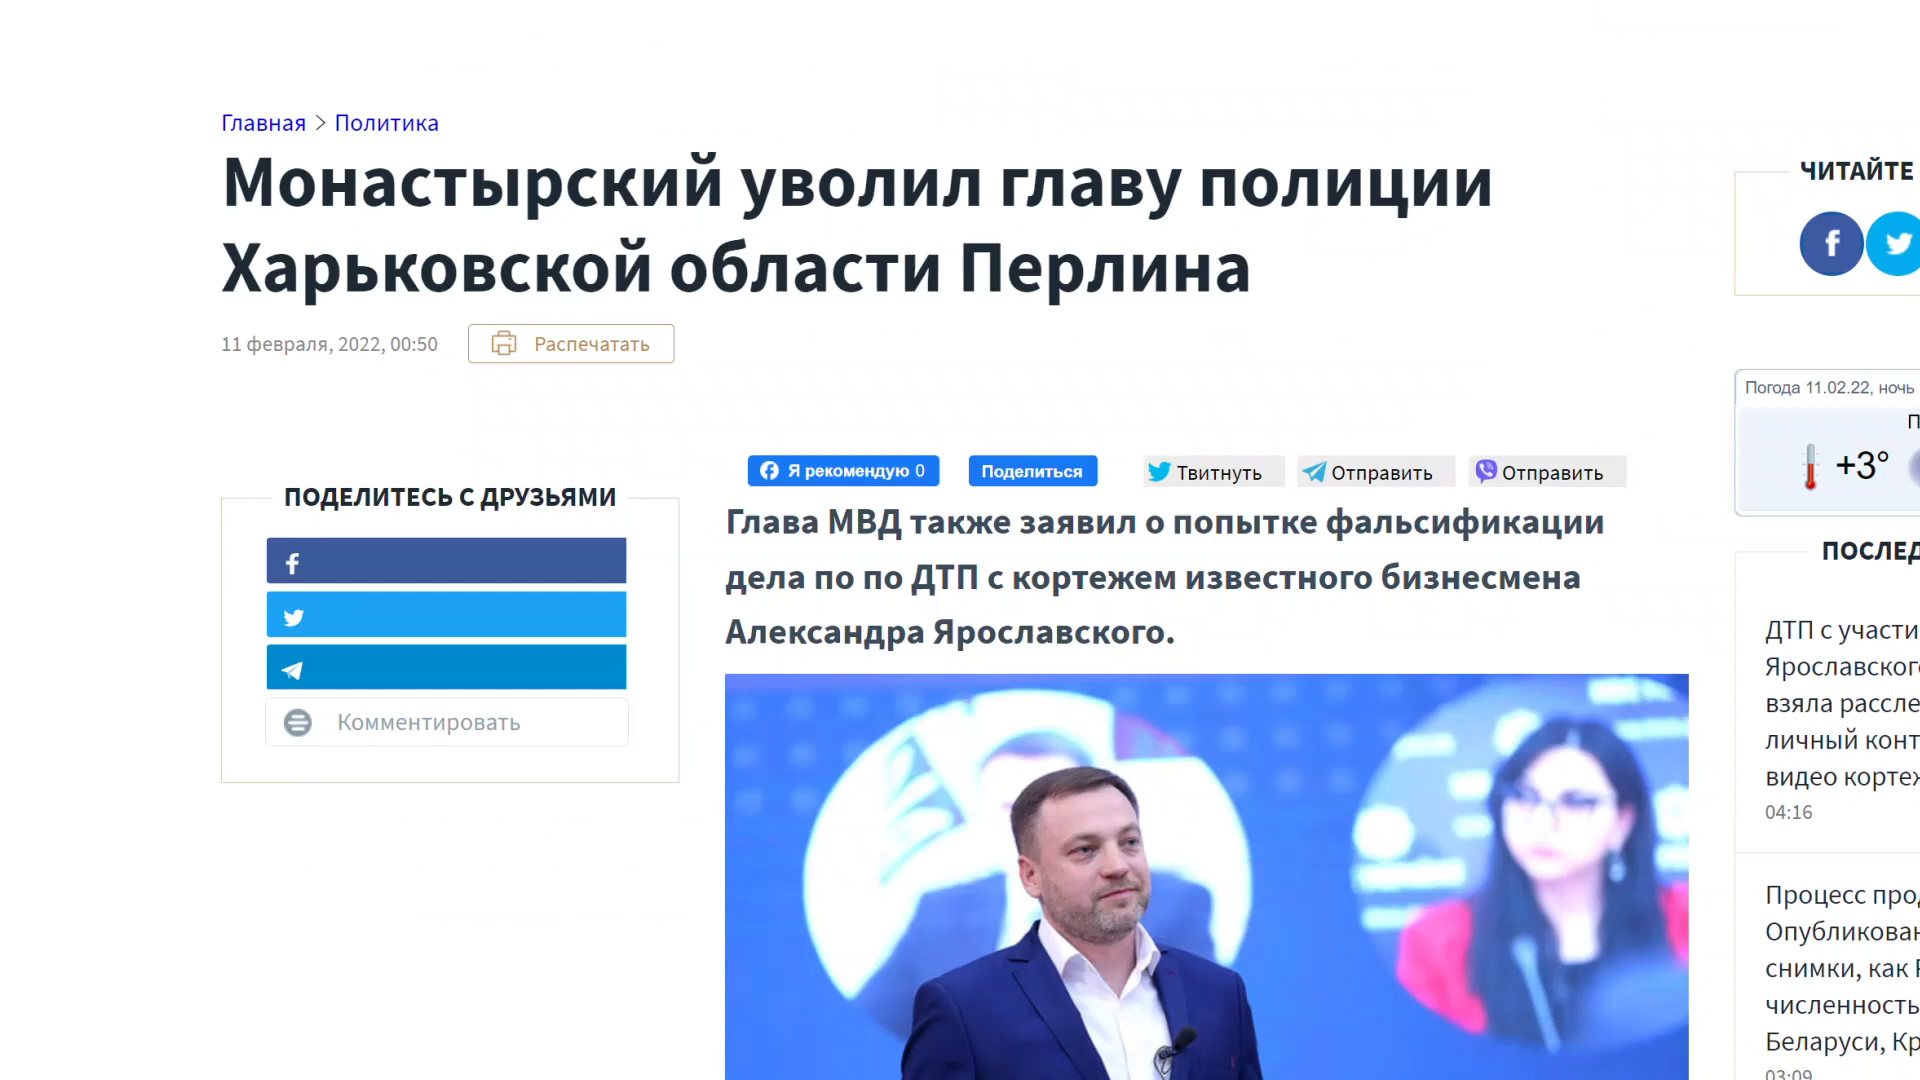 Главная > Политика
Монастырский уволил главу полиции
Харьковской области Перлина
11 февраля, 2022, 00:50
Распечатать
ПОДЕЛИТЕСЬ С ДРУЗЬЯМИ
Комментировать
Я рекомендую 0
Поделиться
Твитнуть
Отправить
Отправить
Глава МВД также заявил о попытке фальсификации
дела по по ДТП с кортежем известного бизнесмена
Александра Ярославского.
ЧИТАЙТЕ
Погода 11.02.22, ночь
+3°
ДТП с участи
Ярославског
взяла рассле
личный конт
видео корте
04:16
Процесс про
Опубликован
снимки, как
численность
Беларуси, Кр
03:09